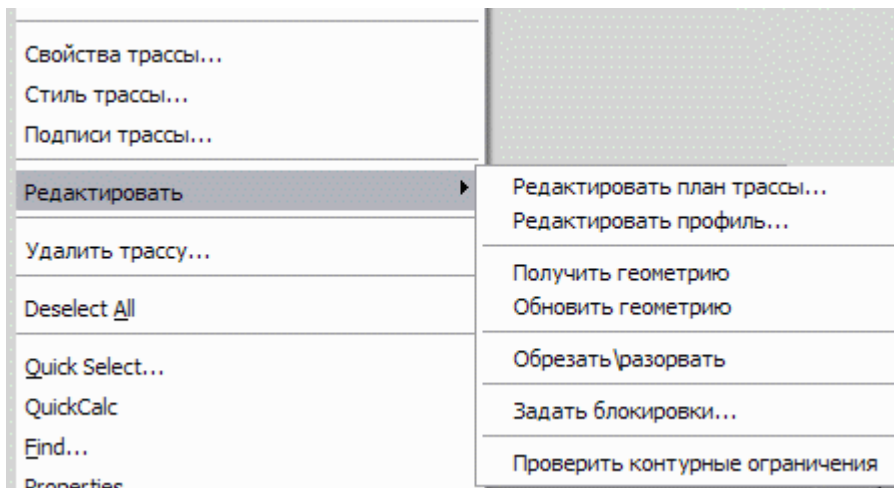 Свойства трассы...
Стиль трассы...
Подписи трассы...
Редактировать
Удалить трассу...
Deselect All
Quick Select...
QuickCalc
Find...
Properties
Редактировать план трассы...
Редактировать профиль...
Получить геометрию
Обновить геометрию
Обрезать\разорвать
Задать блокировки...
Проверить контурные ограничения